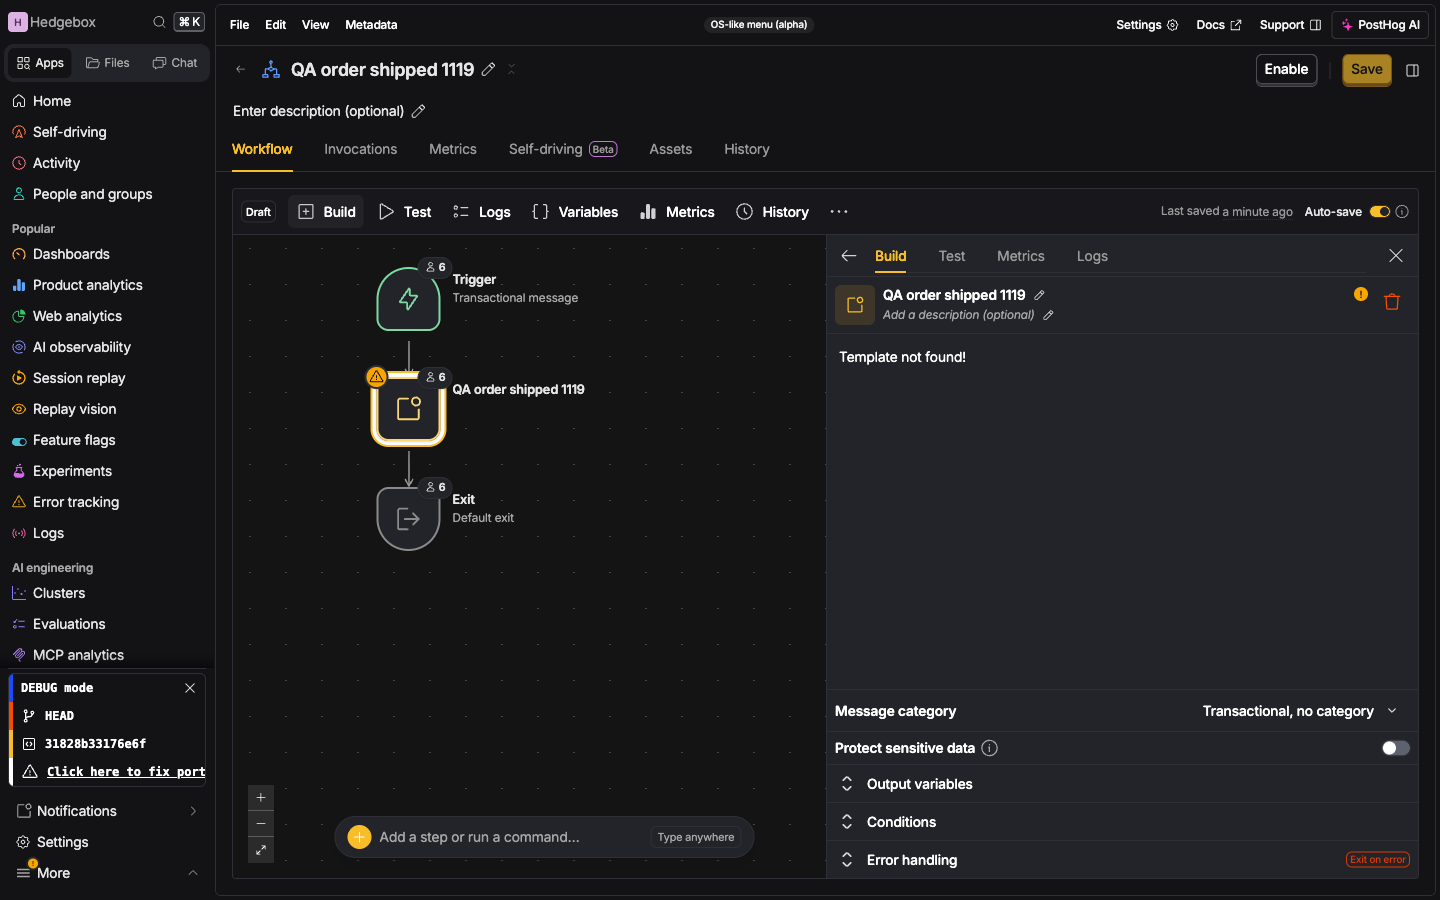 H Hedgebox
⌘ K
Apps
Files
Chat
Home
Self-driving
Activity
People and groups
Popular
Dashboards
Product analytics
Web analytics
AI observability
Session replay
Replay vision
Feature flags
Experiments
Error tracking
Logs
AI engineering
Clusters
Evaluations
MCP analytics
DEBUG mode
HEAD
31828b33176e6f
Click here to fix port
Notifications
Settings
More
File Edit View Metadata
OS-like menu (alpha)
Settings
Docs
Support
PostHog AI
QA order shipped 1119
Enable
Save
Enter description (optional)
Workflow
Invocations
Metrics
Self-driving Beta
Assets
History
Draft
Build
Test
Logs
Variables
Metrics
History
Last saved a minute ago
Auto-save
6
Trigger
Transactional message
6
QA order shipped 1119
6
Exit
Default exit
Add a step or run a command...
Type anywhere
Build
Test
Metrics
Logs
QA order shipped 1119
Add a description (optional)
Template not found!
Message category
Transactional, no category
Protect sensitive data
Output variables
Conditions
Error handling
Exit on error